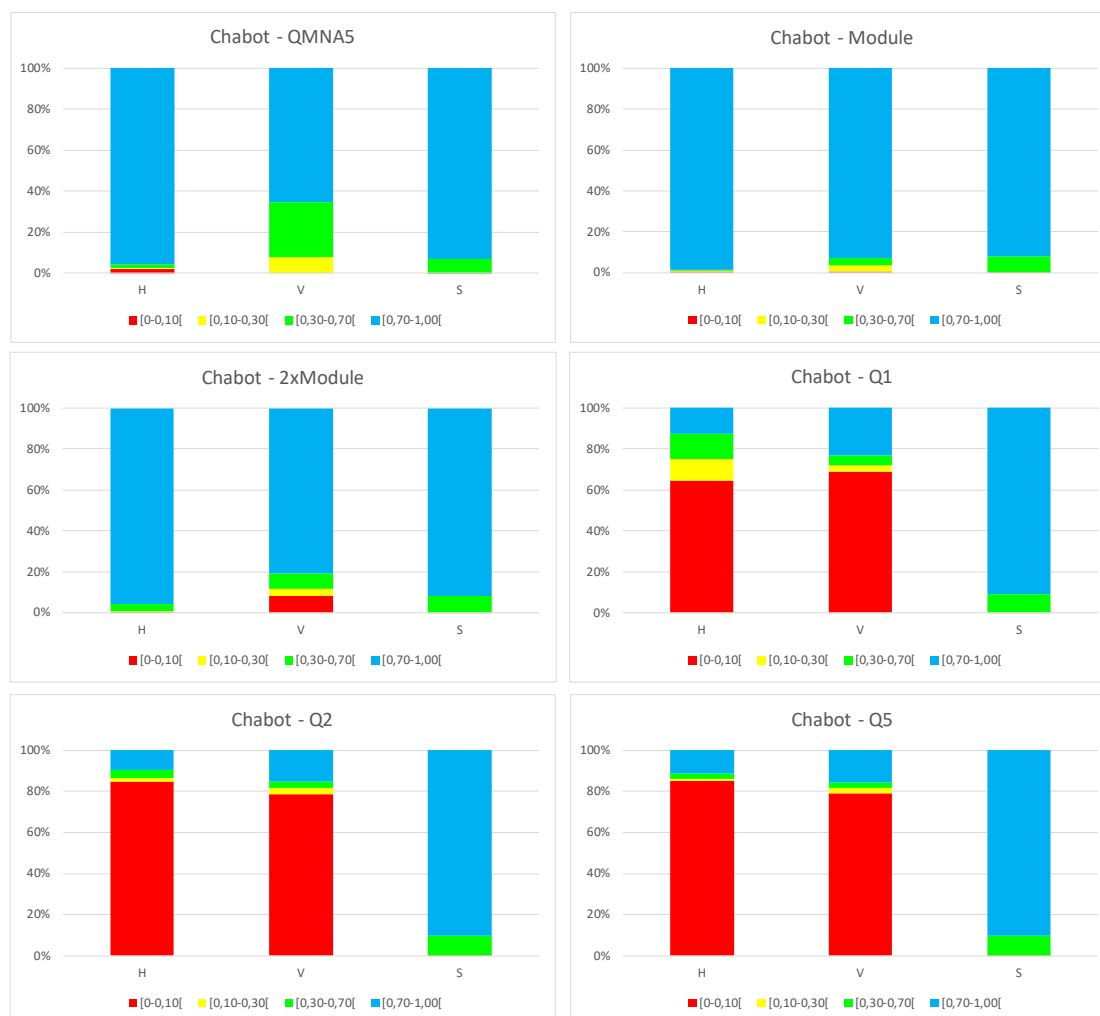 Chabot - QMNA5
100%
80%
60%
40%
20%
0%
H V S
[0-0,10[ [0,10-0,30[ [0,30-0,70[ [0,70-1,00[
Chabot - Module
100%
80%
60%
40%
20%
0%
H V S
[0-0,10[ [0,10-0,30[ [0,30-0,70[ [0,70-1,00[
Chabot - 2xModule
100%
80%
60%
40%
20%
0%
H V S
[0-0,10[ [0,10-0,30[ [0,30-0,70[ [0,70-1,00[
Chabot - Q1
100%
80%
60%
40%
20%
0%
H V S
[0-0,10[ [0,10-0,30[ [0,30-0,70[ [0,70-1,00[
Chabot - Q2
100%
80%
60%
40%
20%
0%
H V S
[0-0,10[ [0,10-0,30[ [0,30-0,70[ [0,70-1,00[
Chabot - Q5
100%
80%
60%
40%
20%
0%
H V S
[0-0,10[ [0,10-0,30[ [0,30-0,70[ [0,70-1,00[